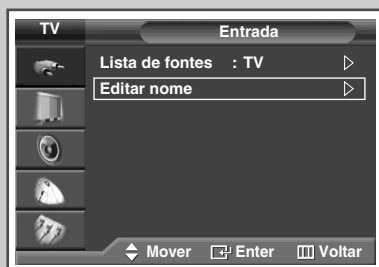 TV Entrada
Lista de fontes : TV
Editar nome
Mover Enter Voltar